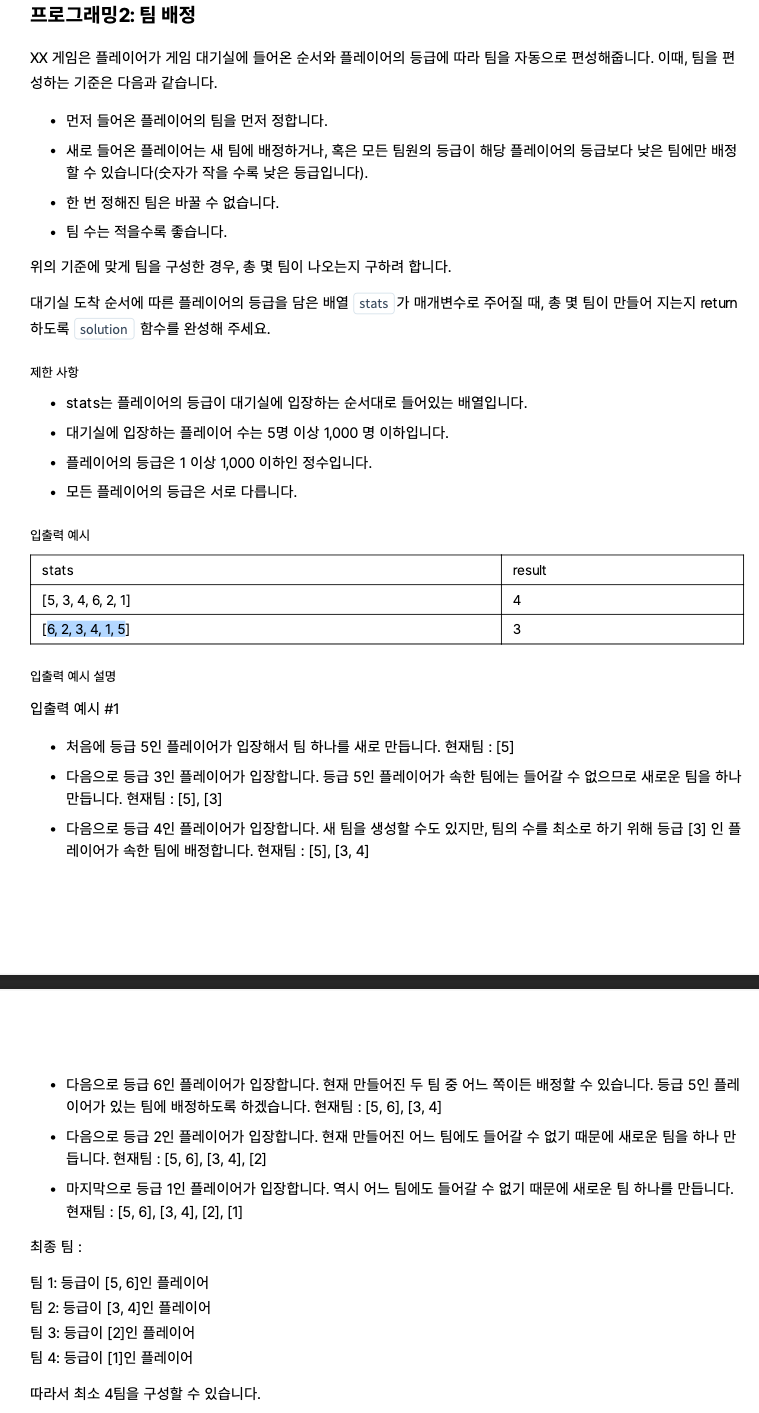 프로그래밍2: 팀 배정
XX 게임은 플레이어가 게임 대기실에 들어온 순서와 플레이어의 등급에 따라 팀을 자동으로 편성해줍니다. 이때, 팀을 편
성하는 기준은 다음과 같습니다.
• 먼저 들어온 플레이어의 팀을 먼저 정합니다.
• 새로 들어온 플레이어는 새 팀에 배정하거나, 혹은 모든 팀원의 등급이 해당 플레이어의 등급보다 낮은 팀에만 배정
할 수 있습니다(숫자가 작을 수록 낮은 등급입니다).
• 한 번 정해진 팀은 바꿀 수 없습니다.
• 팀 수는 적을수록 좋습니다.
위의 기준에 맞게 팀을 구성한 경우, 총 몇 팀이 나오는지 구하려 합니다.
대기실 도착 순서에 따른 플레이어의 등급을 담은 배열 stats 가 매개변수로 주어질 때, 총 몇 팀이 만들어 지는지 return
하도록 solution 함수를 완성해 주세요.
제한 사항
• stats는 플레이어의 등급이 대기실에 입장하는 순서대로 들어있는 배열입니다.
• 대기실에 입장하는 플레이어 수는 5명 이상 1,000 명 이하입니다.
• 플레이어의 등급은 1 이상 1,000 이하인 정수입니다.
• 모든 플레이어의 등급은 서로 다릅니다.
입출력 예시
stats result
[5, 3, 4, 6, 2, 1] 4
[6, 2, 3, 4, 1, 5] 3
입출력 예시 설명
입출력 예시 #1
• 처음에 등급 5인 플레이어가 입장해서 팀 하나를 새로 만듭니다. 현재팀 : [5]
• 다음으로 등급 3인 플레이어가 입장합니다. 등급 5인 플레이어가 속한 팀에는 들어갈 수 없으므로 새로운 팀을 하나
만듭니다. 현재팀 : [5], [3]
• 다음으로 등급 4인 플레이어가 입장합니다. 새 팀을 생성할 수도 있지만, 팀의 수를 최소로 하기 위해 등급 [3] 인 플
레이어가 속한 팀에 배정합니다. 현재팀 : [5], [3, 4]
• 다음으로 등급 6인 플레이어가 입장합니다. 현재 만들어진 두 팀 중 어느 쪽이든 배정할 수 있습니다. 등급 5인 플레
이어가 있는 팀에 배정하도록 하겠습니다. 현재팀 : [5, 6], [3, 4]
• 다음으로 등급 2인 플레이어가 입장합니다. 현재 만들어진 어느 팀에도 들어갈 수 없기 때문에 새로운 팀을 하나 만
듭니다. 현재팀 : [5, 6], [3, 4], [2]
• 마지막으로 등급 1인 플레이어가 입장합니다. 역시 어느 팀에도 들어갈 수 없기 때문에 새로운 팀 하나를 만듭니다.
현재팀 : [5, 6], [3, 4], [2], [1]
최종 팀 :
팀 1: 등급이 [5, 6]인 플레이어
팀 2: 등급이 [3, 4]인 플레이어
팀 3: 등급이 [2]인 플레이어
팀 4: 등급이 [1]인 플레이어
따라서 최소 4팀을 구성할 수 있습니다.